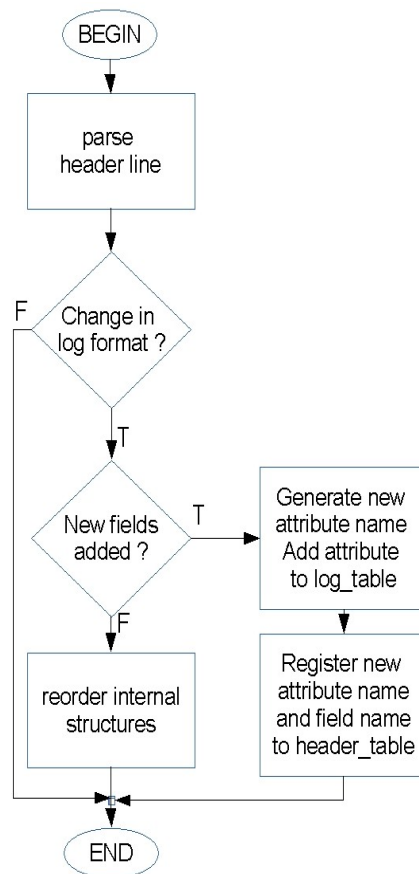 BEGIN
parse
header line
F
Change in
log format ?
T
New fields
added ?
T
Generate new
attribute name
Add attribute
to log_table
F
reorder internal
structures
Register new
attribute name
and field name
to header_table
END